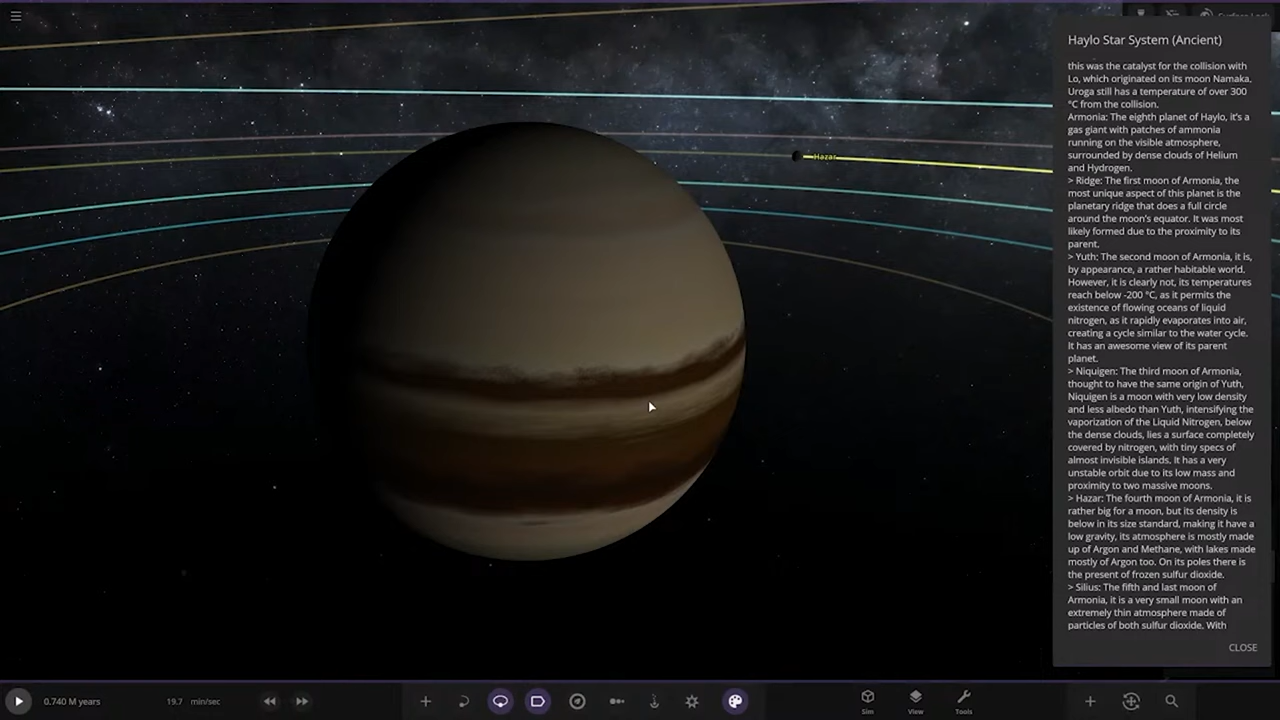 Haylo Star System (Ancient)
this was the catalyst for the collision with
Lo, which originated on its moon Namaka.
Uroga still has a temperature of over 300
°C from the collision.
Armonia: The eighth planet of Haylo, it's a
gas giant with patches of ammonia
running on the visible atmosphere,
surrounded by dense clouds of Helium
and Hydrogen.
> Ridge: The first moon of Armonia, the
most unique aspect of this planet is the
planetary ridge that does a full circle
around the moon's equator. It was most
likely formed due to the proximity to its
parent.
> Yuth: The second moon of Armonia, it is,
by appearance, a rather habitable world.
However, it is clearly not, its temperatures
reach below -200 °C, as it permits the
existence of flowing oceans of liquid
nitrogen, as it rapidly evaporates into air,
creating a cycle similar to the water cycle.
It has an awesome view of its parent
planet.
> Niquigen: The third moon of Armonia,
thought to have the same origin of Yuth,
Niquigen is a moon with very low density
and less albedo than Yuth, intensifying the
vaporization of the Liquid Nitrogen, below
the dense clouds, lies a surface completely
covered by nitrogen, with tiny specs of
almost invisible islands. It has a very
unstable orbit due to its low mass and
proximity to two massive moons.
> Hazar: The fourth moon of Armonia, it is
rather big for a moon, but its density is
below in its size standard, making it have a
low gravity, its atmosphere is mostly made
up of Argon and Methane, with lakes made
mostly of Argon too. On its poles there is
the present of frozen sulfur dioxide.
> Silius: The fifth and last moon of
Armonia, it is a very small moon with an
extremely thin atmosphere made of
particles of both sulfur dioxide. With
CLOSE
Hazar
0.740 M years
19.7 min/sec
Sim
View
Tools